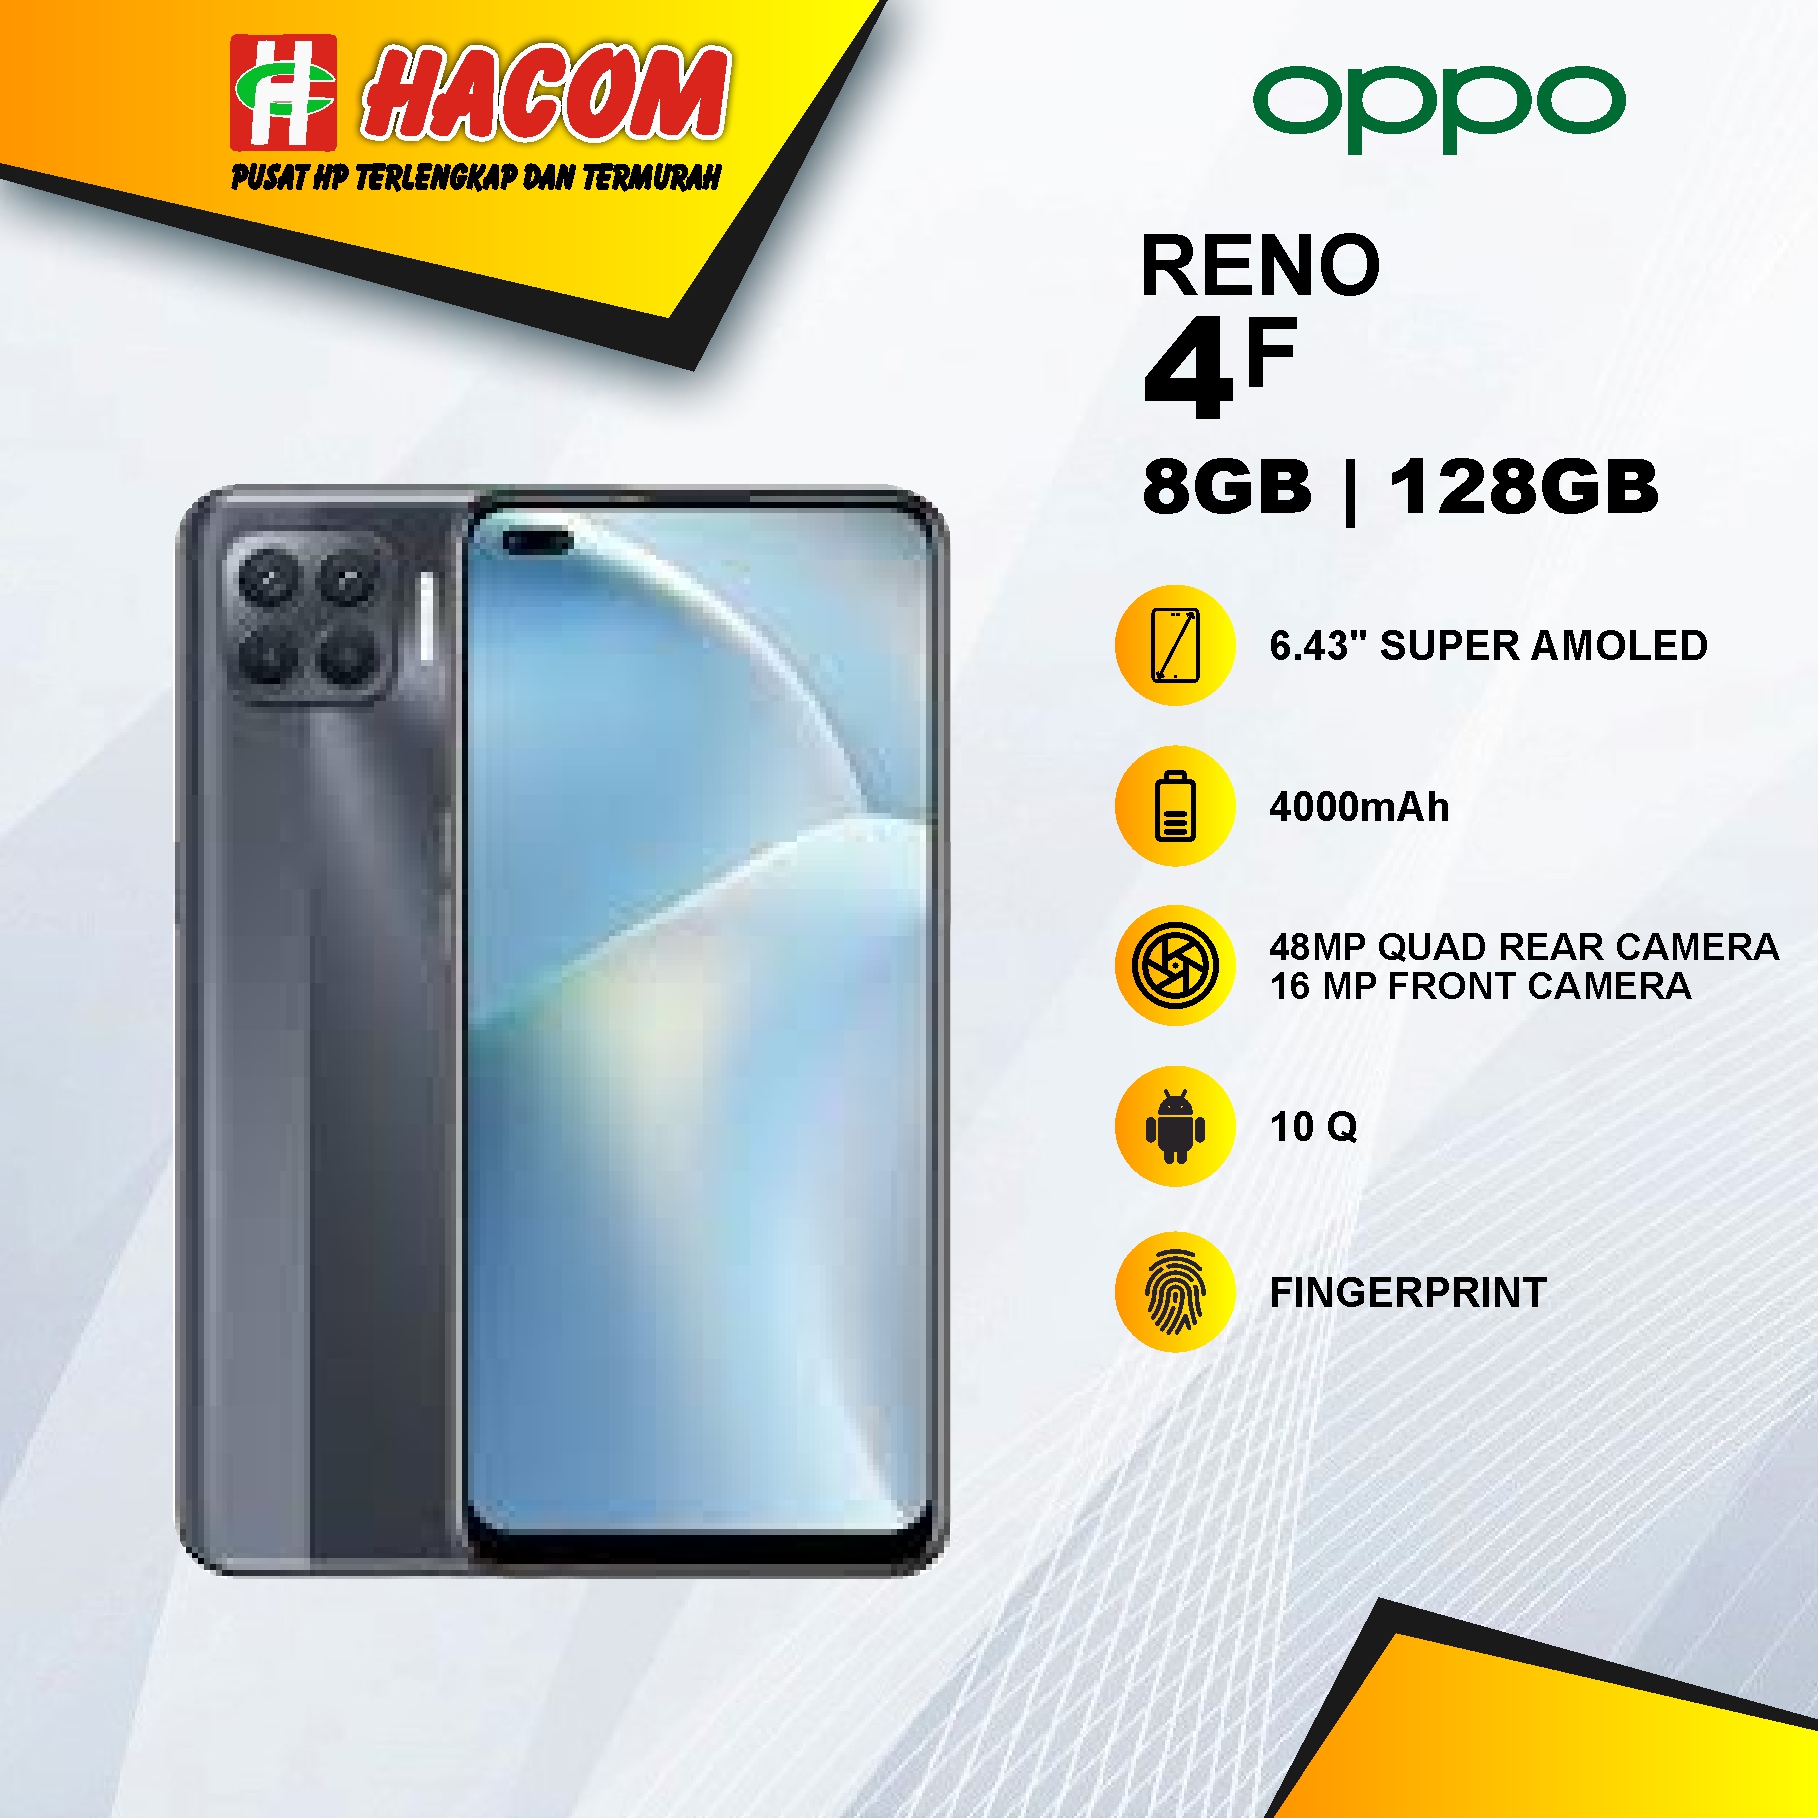 HACOM
PUSAT HP TERLENGKAP DAN TERMURAH
oppo
RENO
4F
8GB | 128GB
6.43" SUPER AMOLED
4000mAh
48MP QUAD REAR CAMERA
16 MP FRONT CAMERA
10 Q
FINGERPRINT